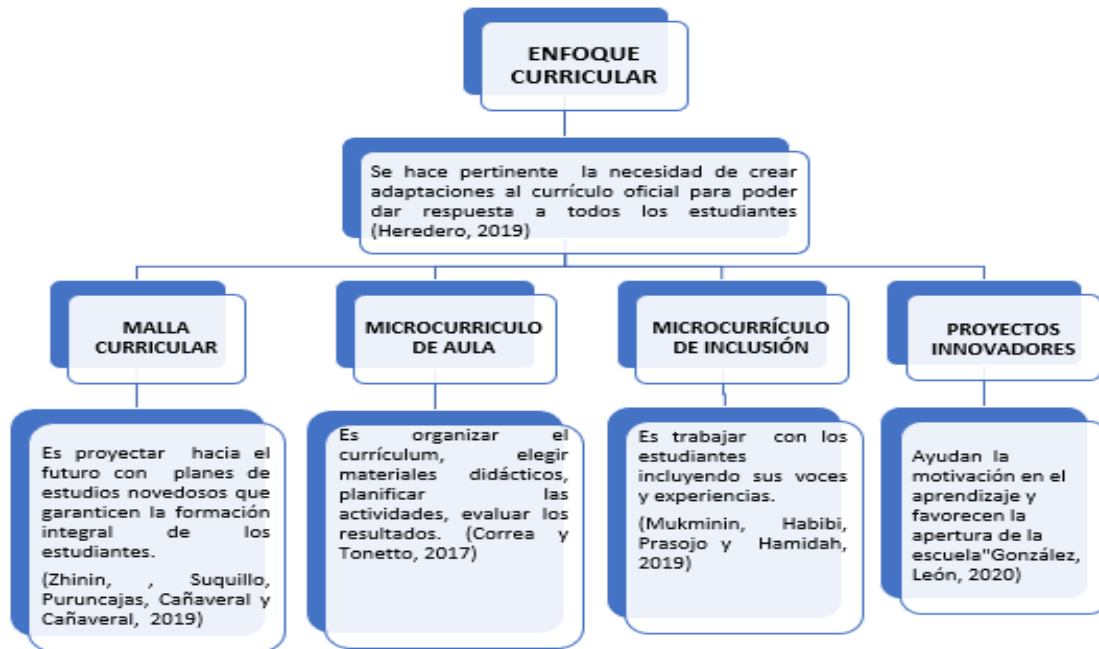 ENFOQUE
CURRICULAR
Se hace pertinente la necesidad de crear
adaptaciones al currículo oficial para poder
dar respuesta a todos los estudiantes
(Heredero, 2019)
MALLA
CURRICULAR
Es proyectar hacia el
futuro con planes de
estudios novedosos que
garanticen la formación
integral de los
estudiantes.
(Zhinin, , Suquillo,
Puruncajas, Cañaveral y
Cañaveral, 2019)
MICROCURRICULO
DE AULA
Es organizar el
currículum, elegir
materiales didácticos,
planificar las
actividades, evaluar los
resultados. (Correa y
Tonetto, 2017)
MICROCURRÍCULO
DE INCLUSIÓN
Es trabajar con los
estudiantes
incluyendo sus voces
y experiencias.
(Mukminin, Habibi,
Prasojo y Hamidah,
2019)
PROYECTOS
INNOVADORES
Ayudan la
motivación en el
aprendizaje y
favorecen la
apertura de la
escuela"González,
León, 2020)